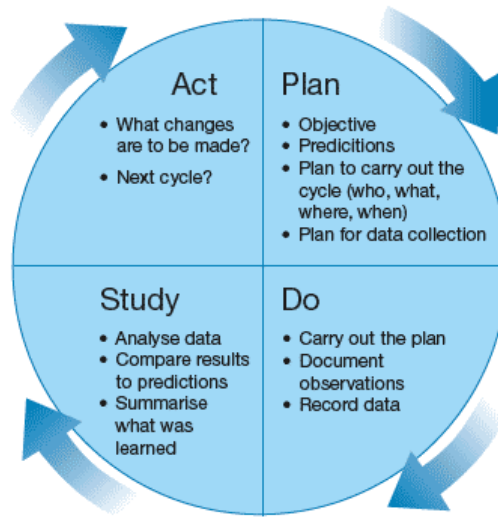 Act
• What changes
are to be made?
• Next cycle?
Plan
• Objective
• Predicitions
• Plan to carry out the
cycle (who, what,
where, when)
• Plan for data collection
Study
• Analyse data
• Compare results
to predictions
• Summarise
what was
learned
Do
• Carry out the plan
• Document
observations
• Record data